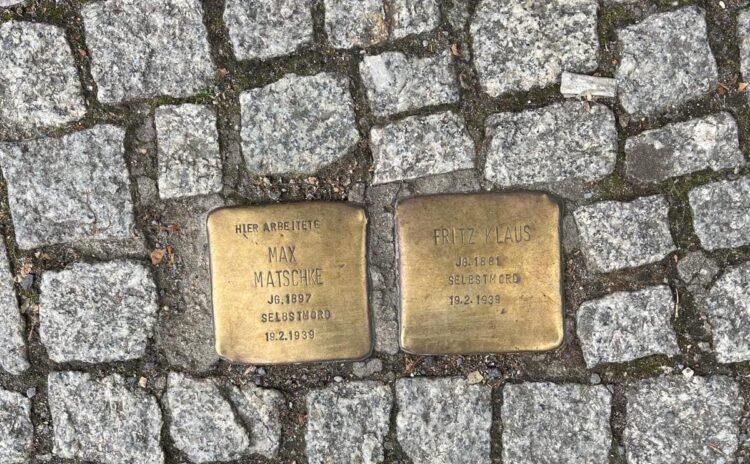 HIER ARBEITETE
MAX
MATSCHKE
JG. 1897
SELBSTMORD
19.2.1939
FRITZ KLAUS
JG. 1881
SELBSTMORD
19.2.1939